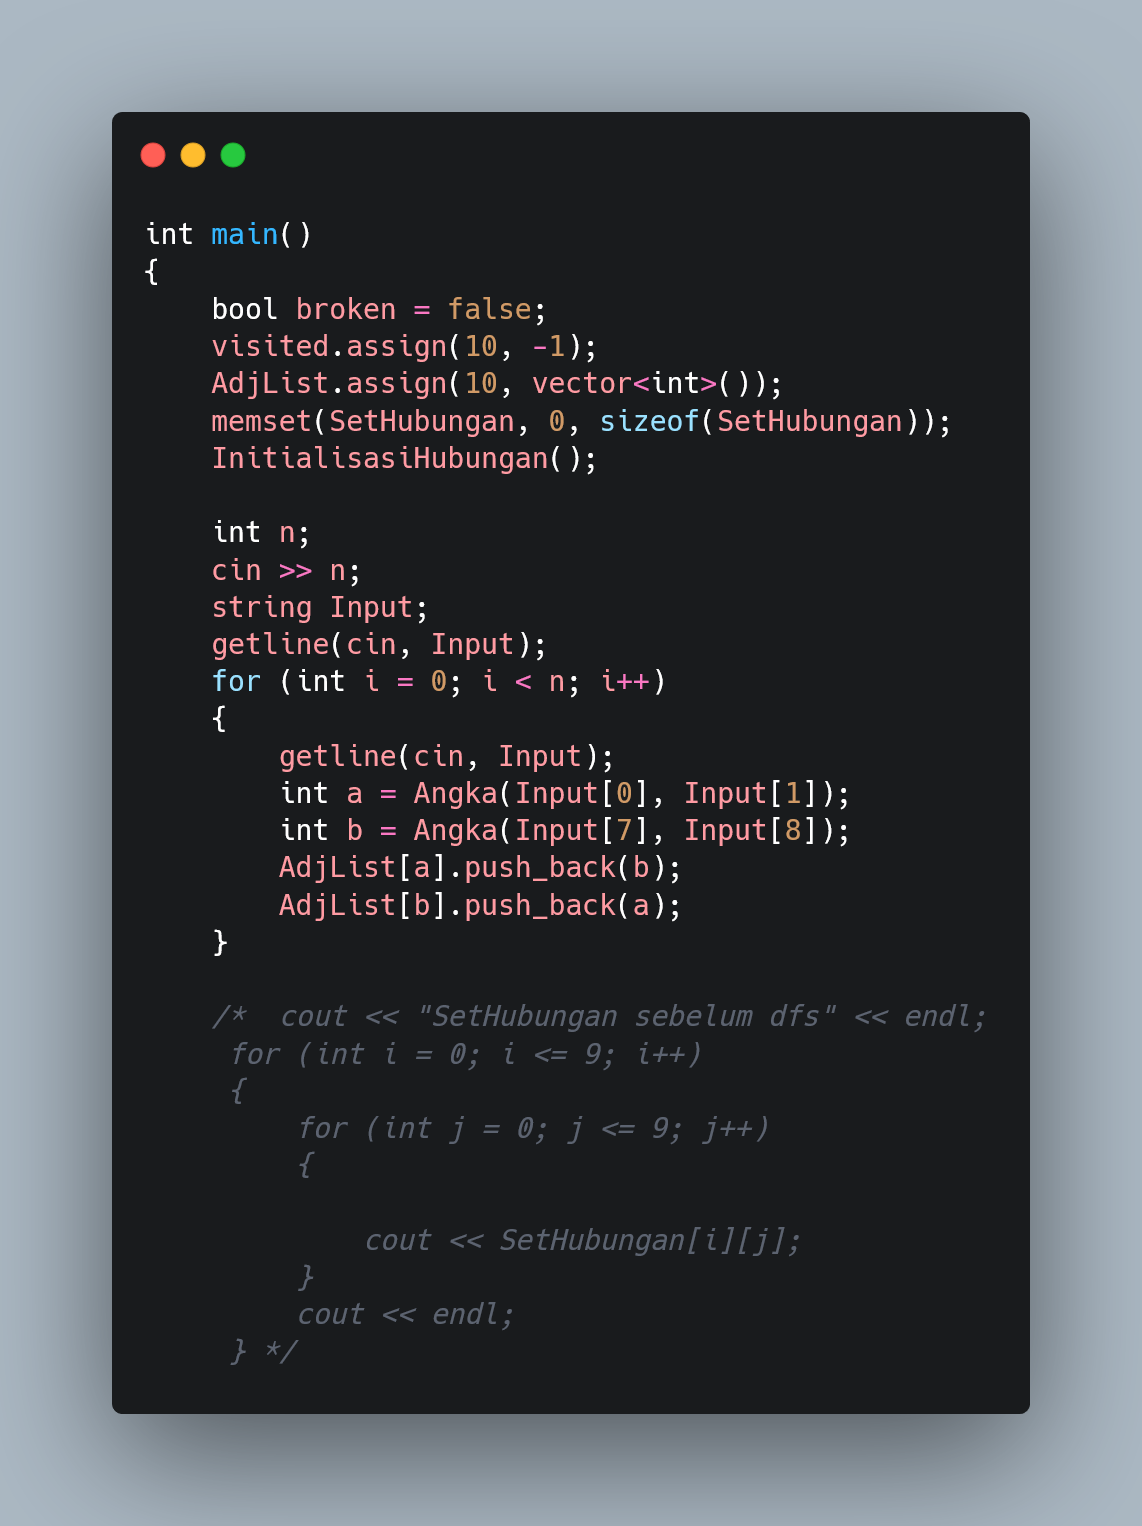 int main()
{
    bool broken = false;
    visited.assign(10, -1);
    AdjList.assign(10, vector<int>());
    memset(SetHubungan, 0, sizeof(SetHubungan));
    InitialisasiHubungan();

    int n;
    cin >> n;
    string Input;
    getline(cin, Input);
    for (int i = 0; i < n; i++)
    {
        getline(cin, Input);
        int a = Angka(Input[0], Input[1]);
        int b = Angka(Input[7], Input[8]);
        AdjList[a].push_back(b);
        AdjList[b].push_back(a);
    }

    /*  cout << "SetHubungan sebelum dfs" << endl;
     for (int i = 0; i <= 9; i++)
     {
         for (int j = 0; j <= 9; j++)
         {

             cout << SetHubungan[i][j];
         }
         cout << endl;
     } */